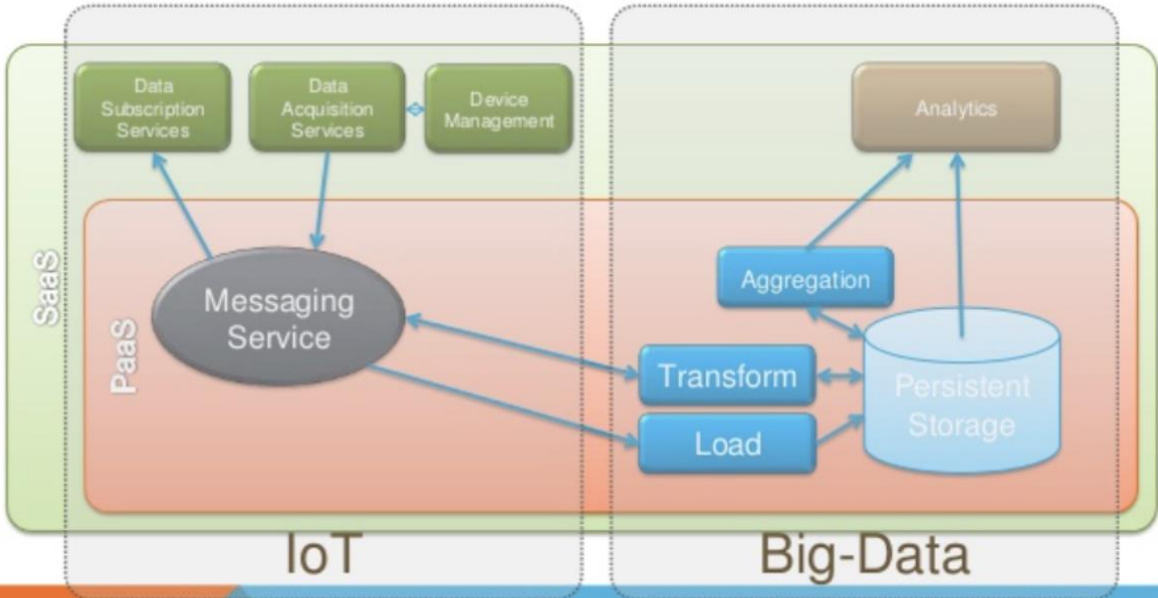 Data
Subscription
Services
Data
Acquisition
Services
Device
Management
Analytics
SaaS
PaaS
Messaging
Service
Aggregation
Transform
Load
Persistent
Storage
IoT
Big-Data